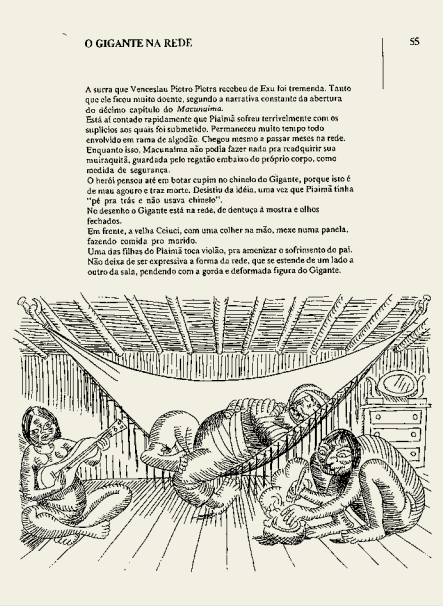 O GIGANTE NA REDE
55
A surra que Venceslau Pietro Pietra recebeu de Exu foi tremenda. Tanto
que ele ficou muito doente, segundo a narrativa constante da abertura
do décimo capítulo do Macunaíma.
Está aí contado rapidamente que Piaimã sofreu terrivelmente com os
suplícios aos quais foi submetido. Permaneceu muito tempo todo
envolvido em rama de algodão. Chegou mesmo a passar meses na rede.
Enquanto isso, Macunaíma não podia fazer nada pra readquirir sua
muiraquitã, guardada pelo regatão embaixo do próprio corpo, como
medida de segurança.
O herói pensou até em botar cupim no chinelo do Gigante, porque isto é
de mau agouro e traz morte. Desistiu da idéia, uma vez que Piaimã tinha
"pé pra trás e não usava chinelo".
No desenho o Gigante está na rede, de dentuça à mostra e olhos
fechados.
Em frente, a velha Ceiuci, com uma colher na mão, mexe numa panela,
fazendo comida pro marido.
Uma das filhas do Piaimã toca violão, pra amenizar o sofrimento do pai.
Não deixa de ser expressiva a forma da rede, que se estende de um lado a
outro da sala, pendendo com a gorda e deformada figura do Gigante.